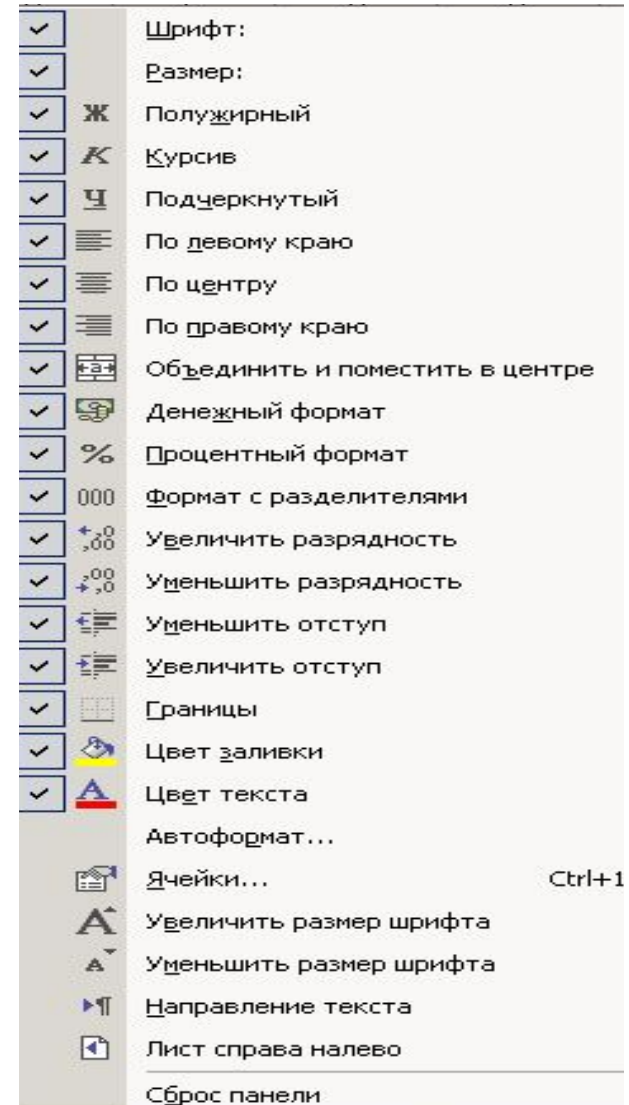 Шрифт:
Размер:
Ж Полужирный
К Курсив
Ч Подчеркнутый
По левому краю
По центру
По правому краю
Объединить и поместить в центре
Денежный формат
% Процентный формат
000 Формат с разделителями
Увеличить разрядность
Уменьшить разрядность
Уменьшить отступ
Увеличить отступ
Границы
Цвет заливки
Цвет текста
Автоформат...
Ячейки... Ctrl+1
Увеличить размер шрифта
Уменьшить размер шрифта
Направление текста
Лист справа налево
Сброс панели